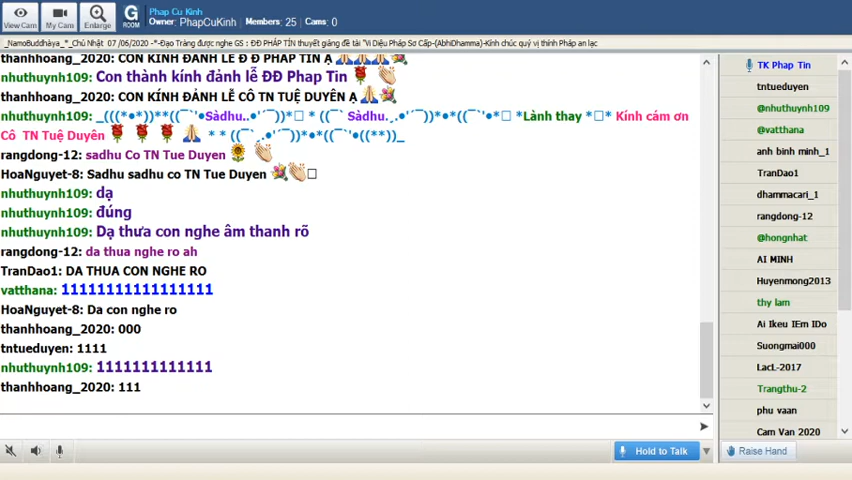 Phap Cu Kinh
Owner: PhapCuKinh Members: 25 Cams: 0
View Cam
My Cam
Enlarge
G ROOM
_NamoBuddhàya_*_Chủ Nhật 07 /06/2020 -*-Đạo Tràng được nghe GS : ĐĐ PHÁP TÍN thuyết giảng đề tài "Vi Diệu Pháp Sơ Cấp-(AbhiDhamma)-Kính chúc quý vị thính Pháp an lạc
thanhhoang_2020: CON KÍNH ĐẢNH LỄ Đ Đ PHÁP TÍN Ạ
nhuthuynh109: Con thành kính đảnh lễ ĐĐ Phap Tin
thanhhoang_2020: CON KÍNH ĐẢNH LỄ CÔ TN TUỆ DUYÊN Ạ
nhuthuynh109: _(((*●*))**((¯`'●Sàdhu..●'´¯))*□ * ((¯` Sàdhu.¸.●'´¯))*●*((¯`'●*□ *Lành thay *□* Kính cám ơn
Cô TN Tuệ Duyên * * ((¯`¸.●'´¯))*●*((¯`'●((**))_
rangdong-12: sadhu Co TN Tue Duyen
HoaNguyet-8: Sadhu sadhu co TN Tue Duyen □
nhuthuynh109: dạ
nhuthuynh109: đúng
nhuthuynh109: Dạ thưa con nghe âm thanh rõ
rangdong-12: da thua nghe ro ah
TranDao1: DA THUA CON NGHE RO
vatthana: 11111111111111111
HoaNguyet-8: Da con nghe ro
thanhhoang_2020: 000
tntueduyen: 1111
nhuthuynh109: 1111111111111
thanhhoang_2020: 111
Hold to Talk
TK Phap Tin
tntueduyen
@nhuthuynh109
@vatthana
anh binh minh_1
TranDao1
dhammacari_1
rangdong-12
@hongnhat
AI MINH
Huyenmong2013
thy lam
Ai Ikeu IEm IDo
Suongmai000
LacL-2017
Trangthu-2
phu vaan
Cam Van 2020
Raise Hand